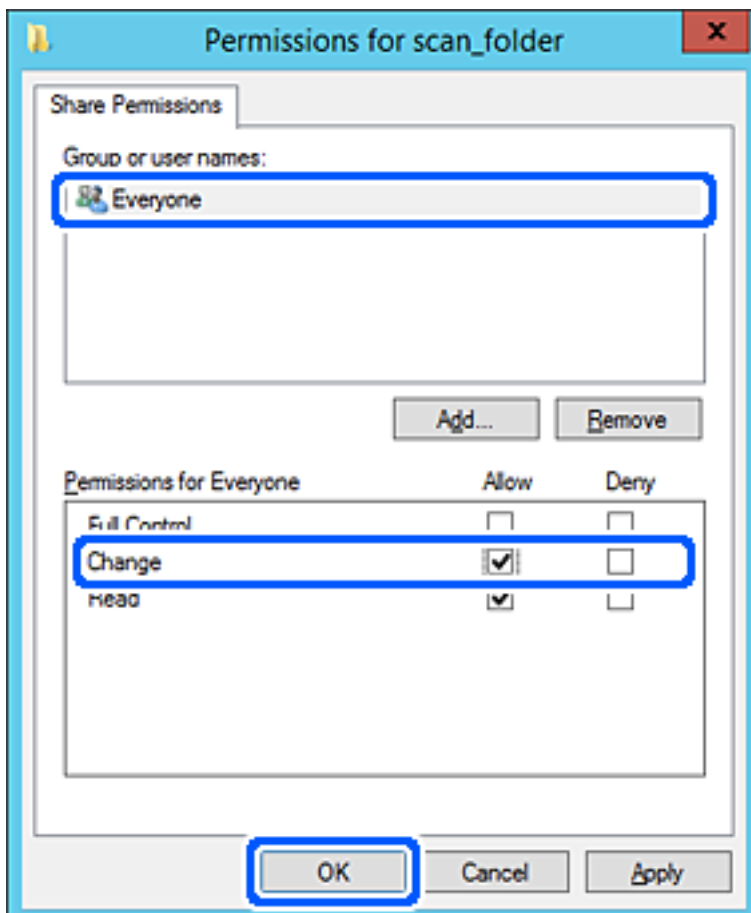 Permissions for scan_folder
Share Permissions
Group or user names:
Everyone
Add... Remove
Permissions for Everyone Allow Deny
Full Control
Change
Read
OK Cancel Apply